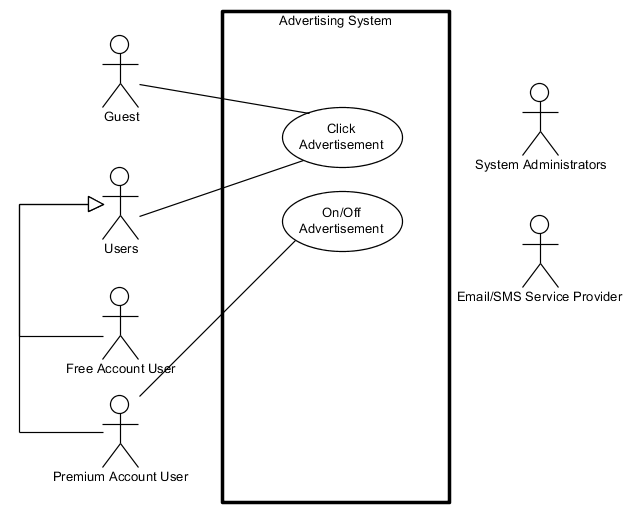 Advertising System
Guest
Click
Advertisement
System Administrators
Users
On/Off
Advertisement
Email/SMS Service Provider
Free Account User
Premium Account User